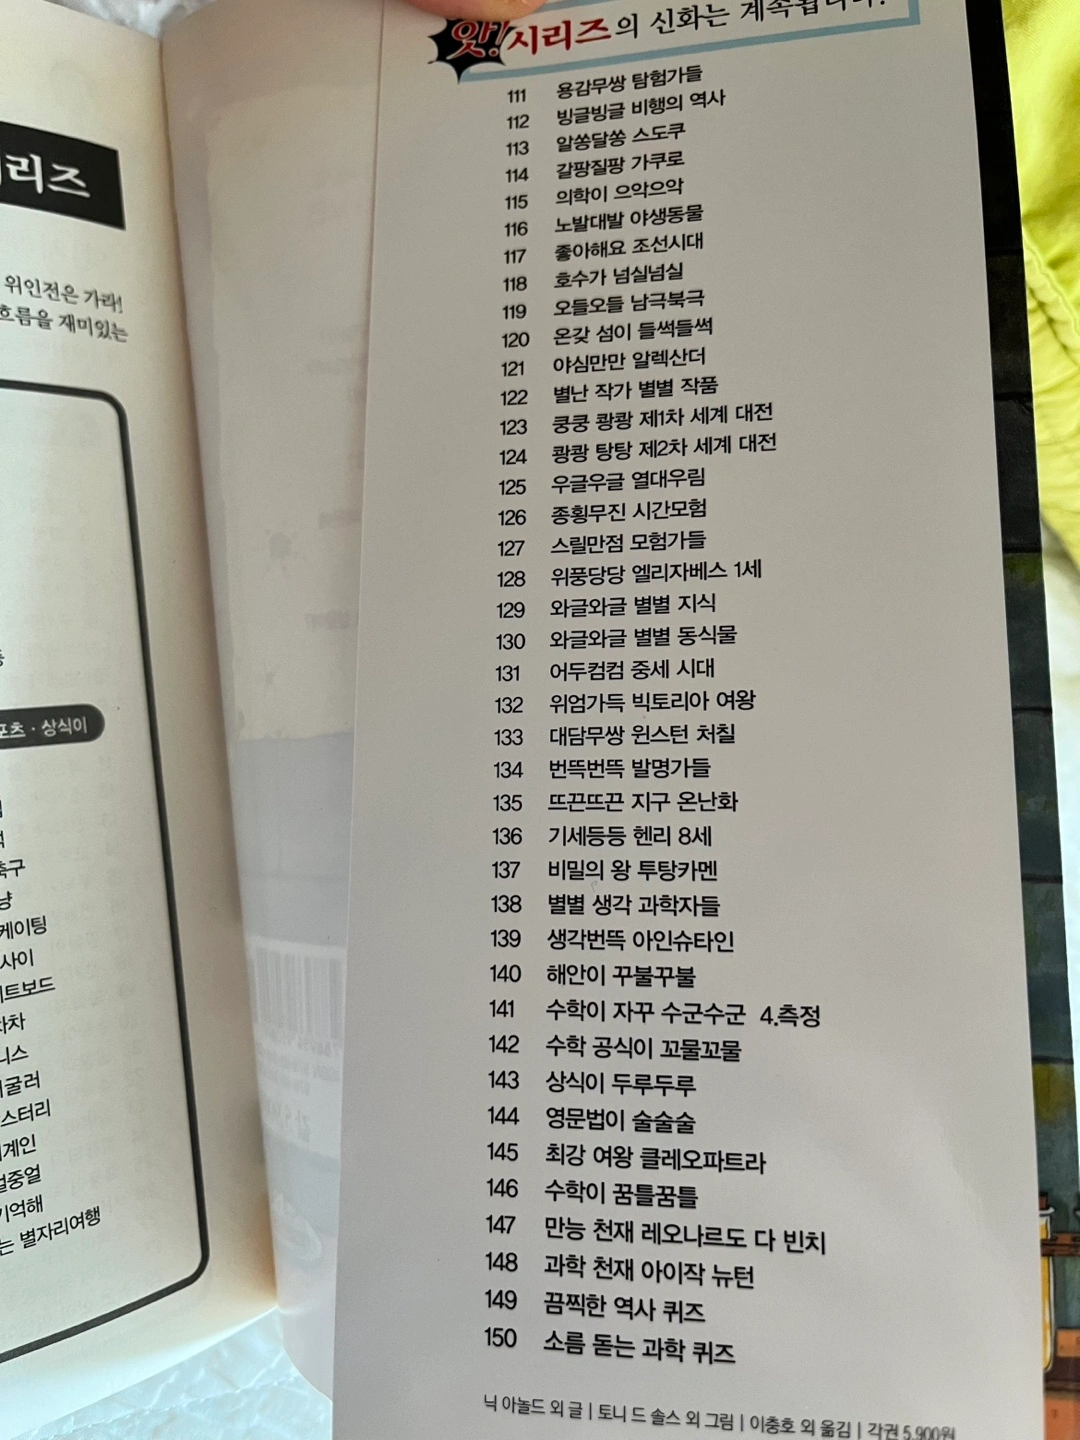 리즈
위인전은 가라!
흐름을 재미있는
상식이
축구
케이팅
사이
트보드
차차
니스
스터리
계인
기억해
는 별자리여행
앗! 시리즈의 신화는 계속됩니다!
111 용감무쌍 탐험가들
112 빙글빙글 비행의 역사
113 알쏭달쏭 스도쿠
114 갈팡질팡 가쿠로
115 의학이 으악으악
116 노발대발 야생동물
117 좋아해요 조선시대
118 호수가 넘실넘실
119 오들오들 남극북극
120 온갖 섬이 들썩들썩
121 야심만만 알렉산더
122 별난 작가 별별 작품
123 쿵쿵 쾅쾅 제1차 세계 대전
124 쾅쾅 탕탕 제2차 세계 대전
125 우글우글 열대우림
126 종횡무진 시간모험
127 스릴만점 모험가들
128 위풍당당 엘리자베스 1세
129 와글와글 별별 지식
130 와글와글 별별 동식물
131 어두컴컴 중세 시대
132 위엄가득 빅토리아 여왕
133 대담무쌍 윈스턴 처칠
134 번뜩번뜩 발명가들
135 뜨끈뜨끈 지구 온난화
136 기세등등 헨리 8세
137 비밀의 왕 투탕카멘
138 별별 생각 과학자들
139 생각번뜩 아인슈타인
140 해안이 꾸불꾸불
141 수학이 자꾸 수군수군 4.측정
142 수학 공식이 꼬물꼬물
143 상식이 두루두루
144 영문법이 술술술
145 최강 여왕 클레오파트라
146 수학이 꿈틀꿈틀
147 만능 천재 레오나르도 다 빈치
148 과학 천재 아이작 뉴턴
149 끔찍한 역사 퀴즈
150 소름 돋는 과학 퀴즈
닉 아놀드 외 글 | 토니 드 솔스 외 그림 | 이충호 외 옮김 | 각권 5,900원